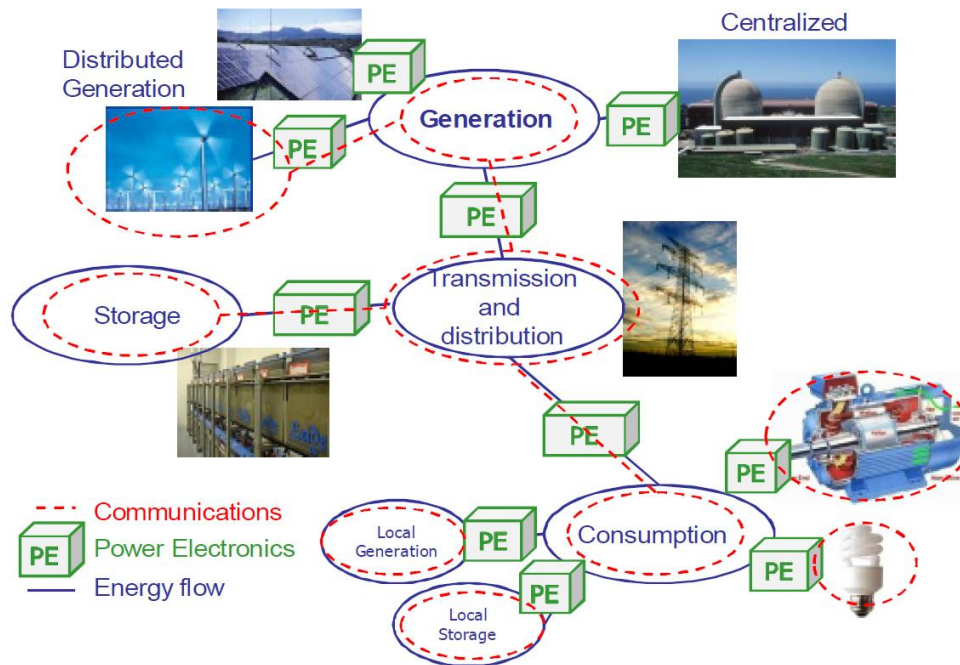 Centralized
Distributed
Generation
PE
PE
Generation
PE
PE
Storage
PE
Transmission
and
distribution
PE
PE
Communications
PE
Power Electronics
Energy flow
Local
Generation
PE
Consumption
PE
PE
Local
Storage